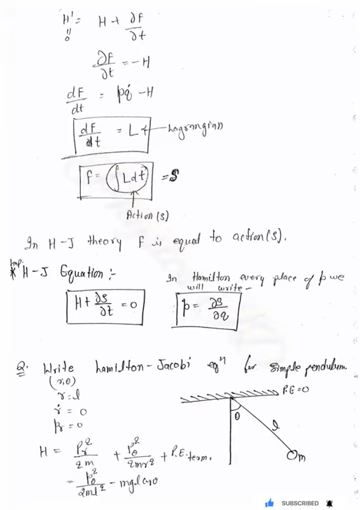 H' = H + ∂F/∂t
0
∂F/∂t = -H
dF/dt = pq̇ - H
dF/dt = L ← Lagrangian
F = ∫Ldt = S
Action(S)
In H-J theory F is equal to action(S).
Imp.
* H-J Equation :-
H + ∂S/∂t = 0
In Hamilton every place of p we
will write -
p = ∂S/∂q
Q. Write Hamilton-Jacobi eqn for simple pendulum
(r,θ)
r = l
ṙ = 0
pr = 0
P.E = 0
θ
l
m
H = pr²/2m + pθ²/2mr² + P.E term.
= pθ²/2ml² - mgl cosθ
SUBSCRIBED